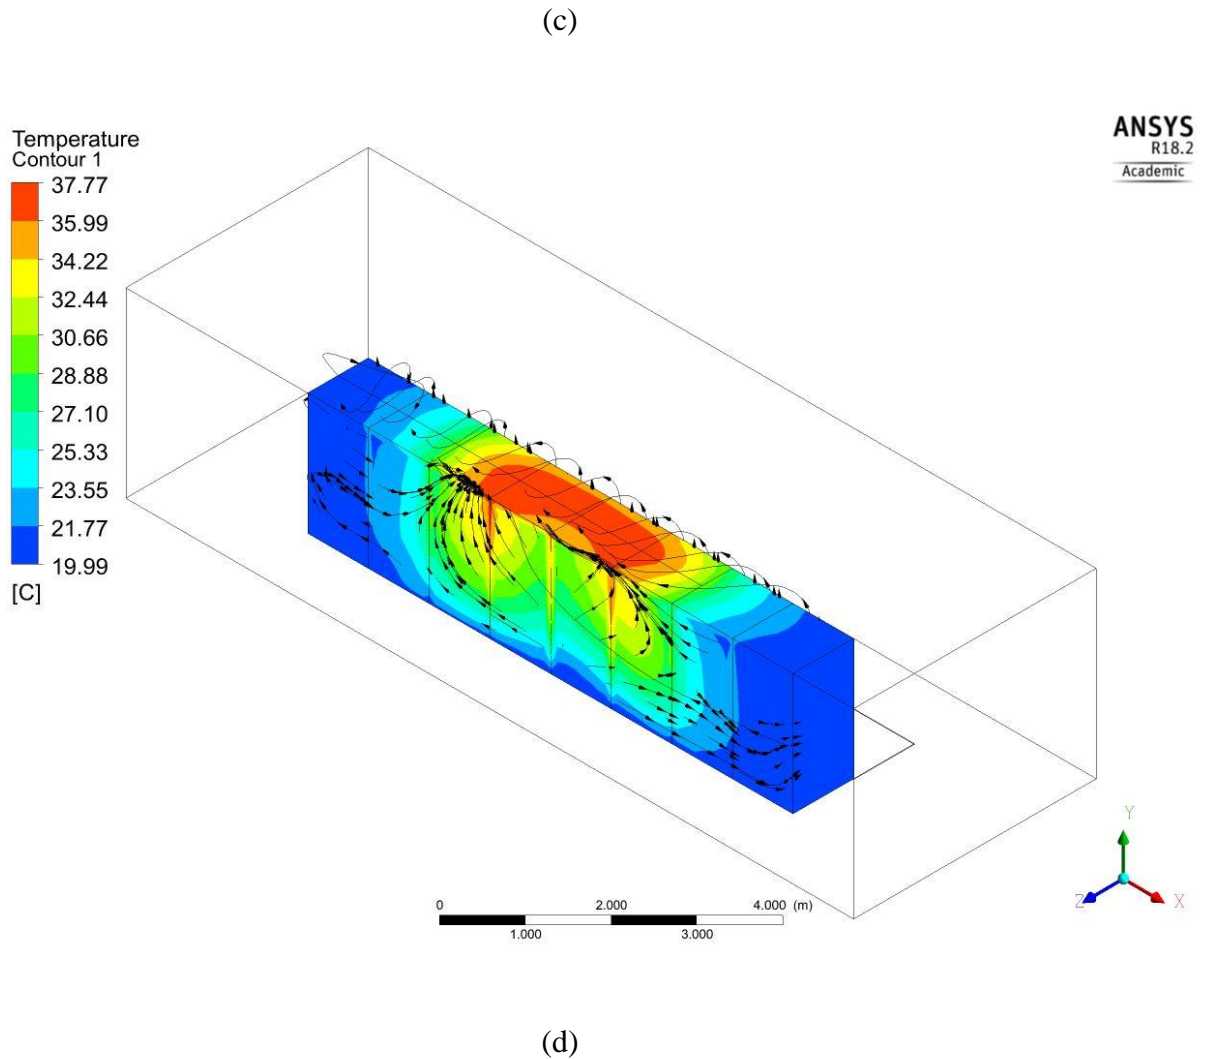 (c)
Temperature
Contour 1
37.77
35.99
34.22
32.44
30.66
28.88
27.10
25.33
23.55
21.77
19.99
[C]
ANSYS
R18.2
Academic
0 2.000 4.000 (m)
1.000 3.000
Y
Z X
(d)